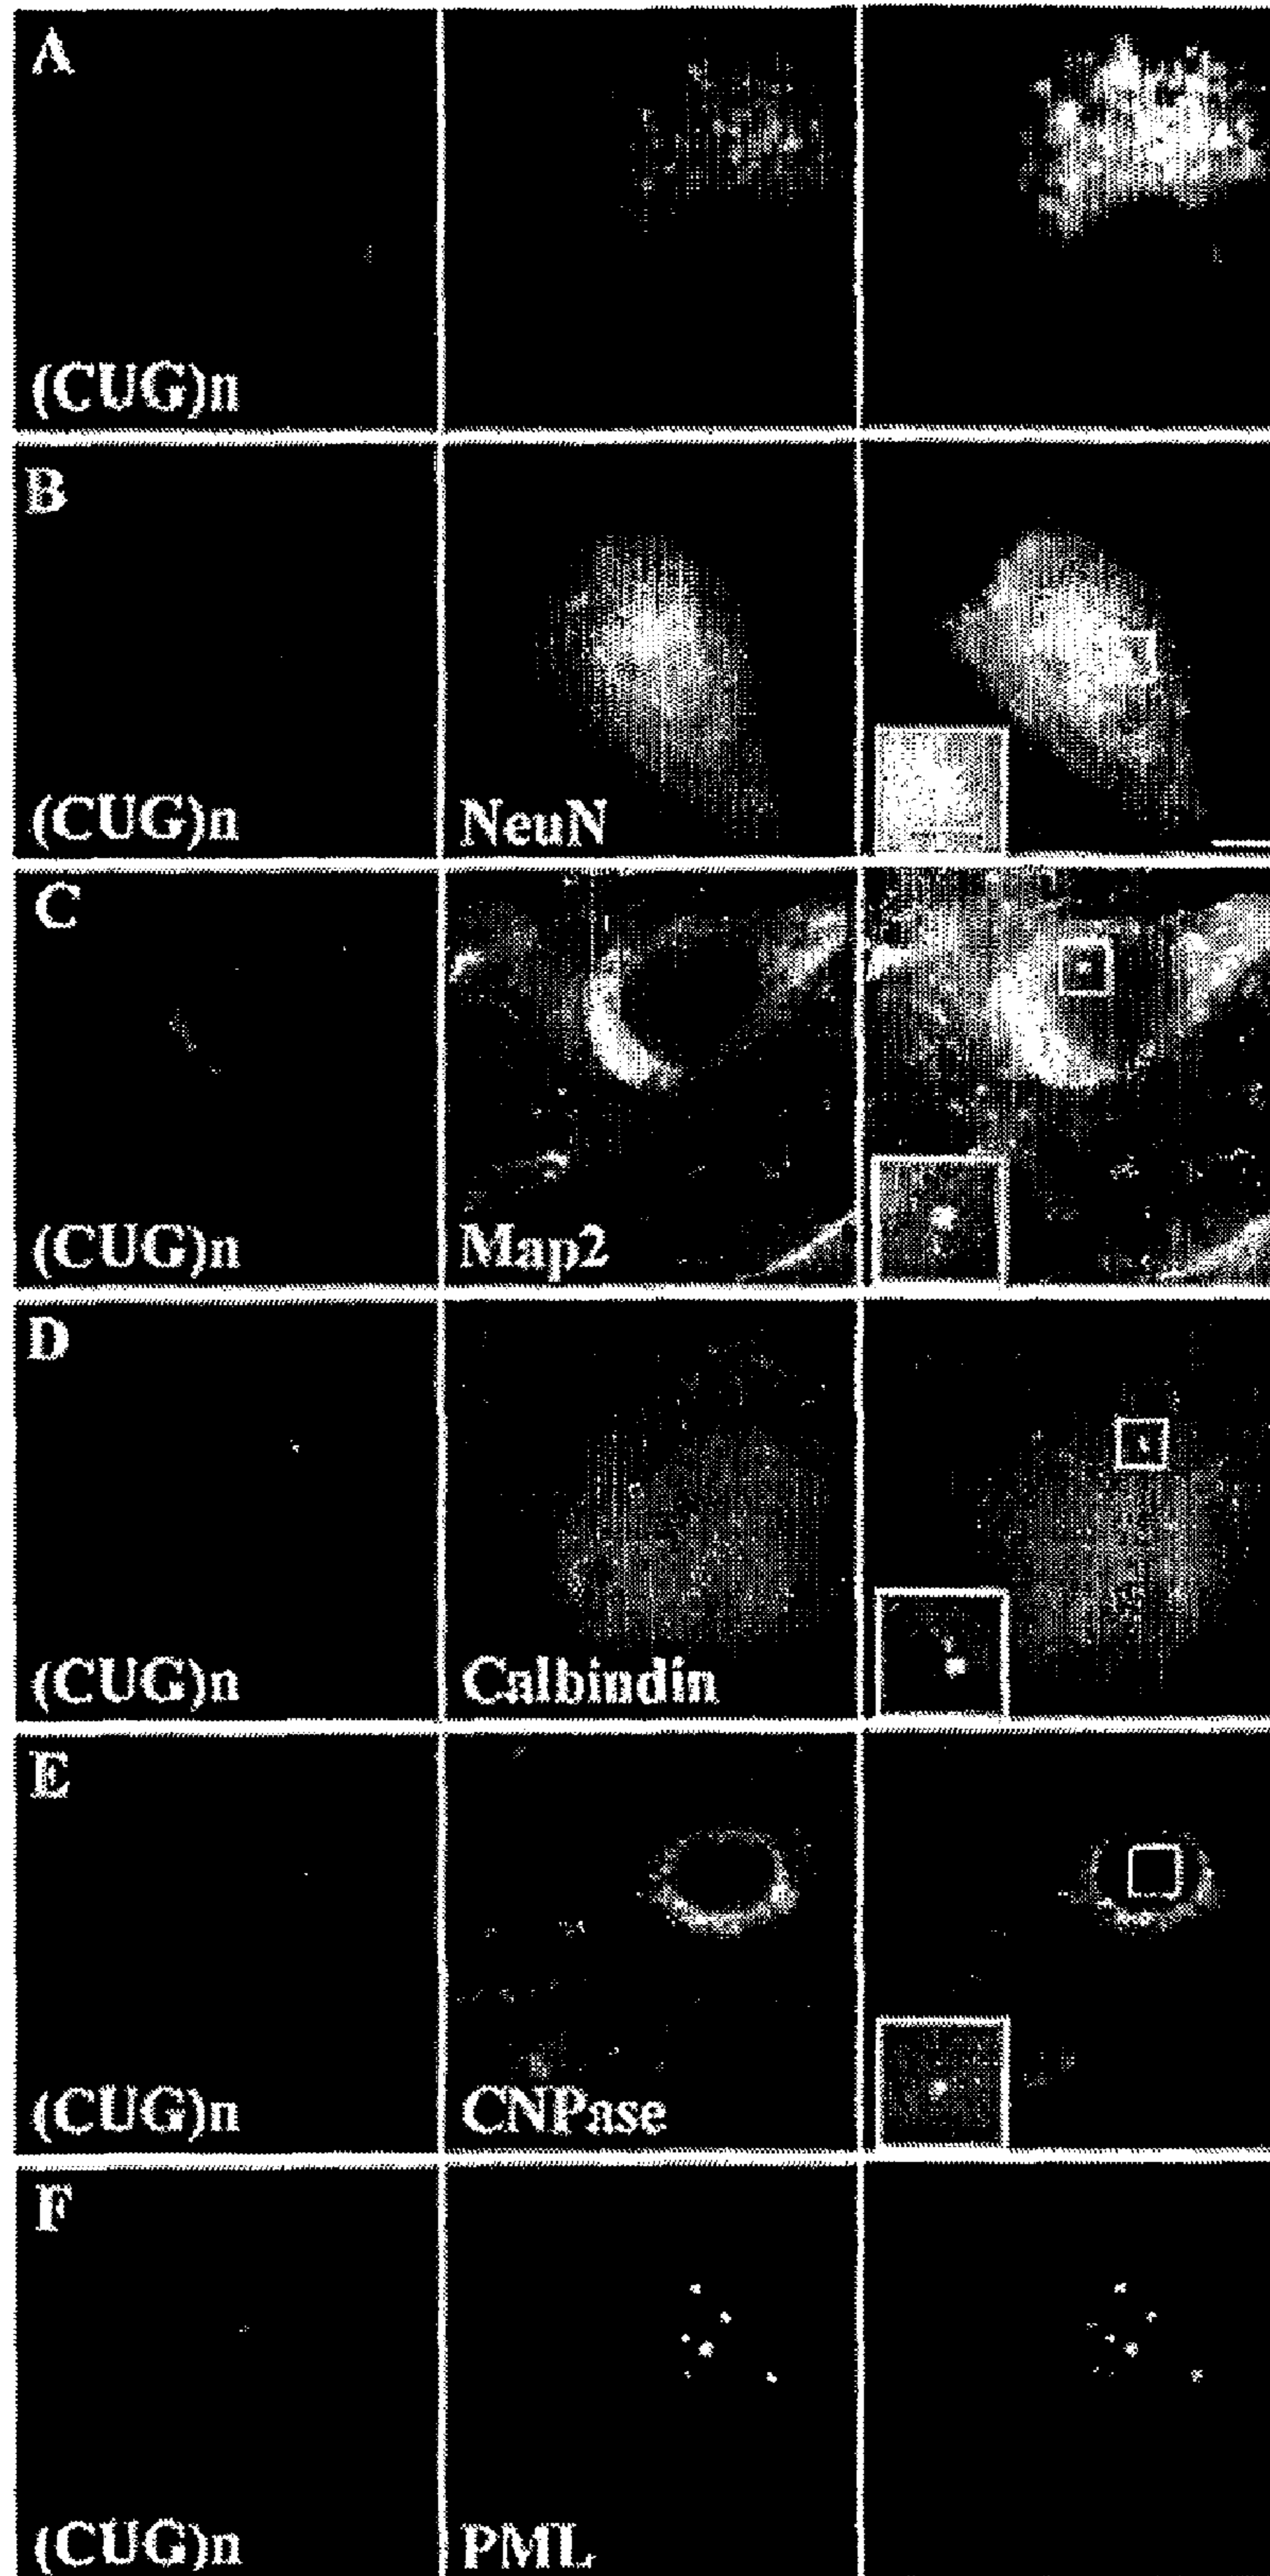 A
(CUG)n
B
(CUG)n NeuN
C
(CUG)n Map2
D
(CUG)n Calbindin
E
(CUG)n CNPase
F
(CUG)n PML